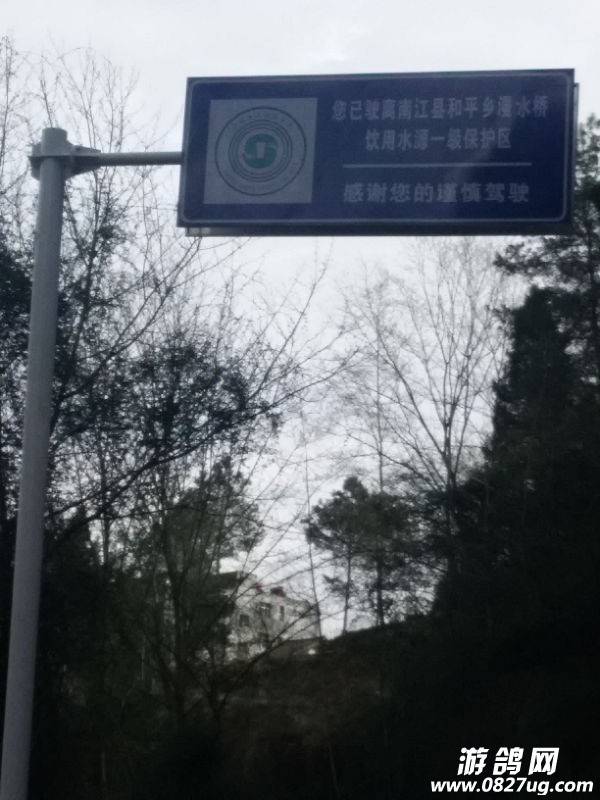 您已驶离南江县和平乡漫水桥
饮用水源一级保护区
感谢您的谨慎驾驶
游鸽网
www.0827ug.com